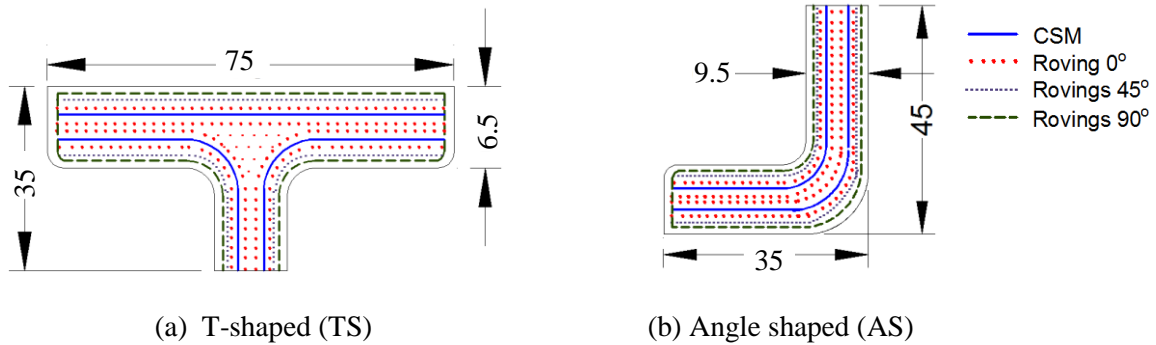 75
35
6.5
(a) T-shaped (TS)
9.5
45
35
(b) Angle shaped (AS)
CSM
Roving 0°
Rovings 45°
Rovings 90°